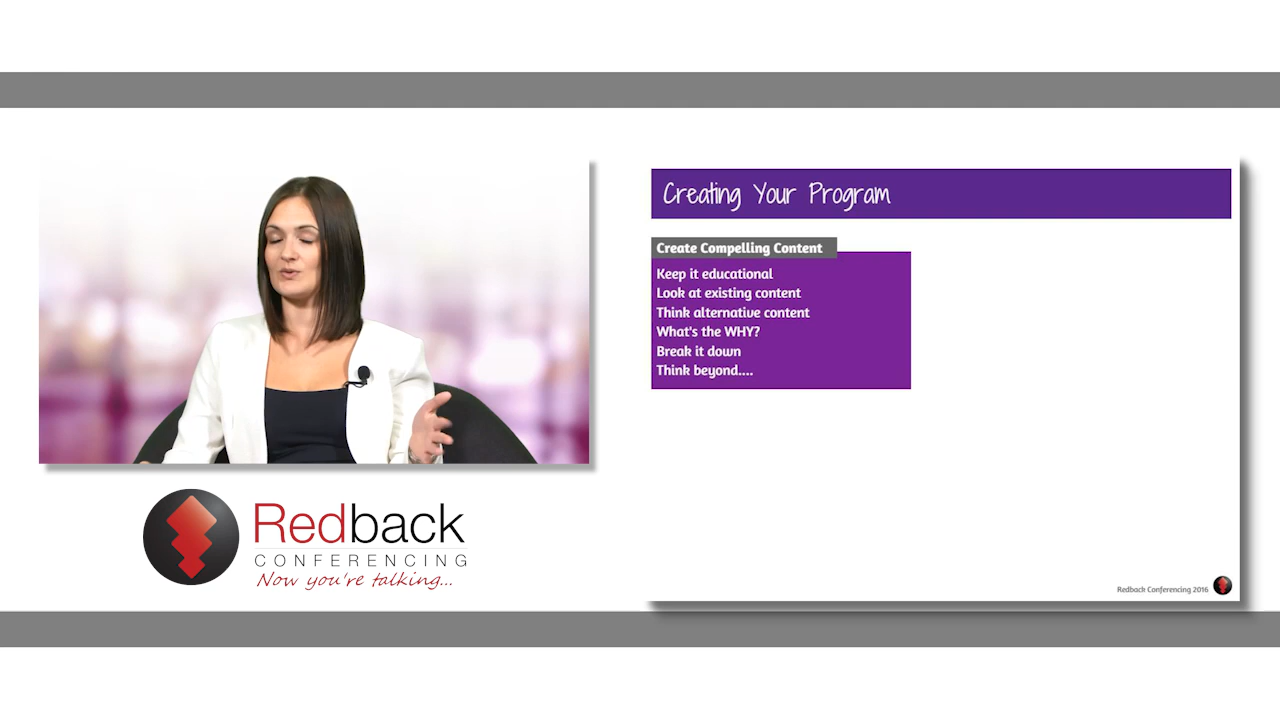 Creating Your Program
Create Compelling Content
Keep it educational
Look at existing content
Think alternative content
What's the WHY?
Break it down
Think beyond....
Redback
CONFERENCING
Now you're talking...
Redback Conferencing 2016